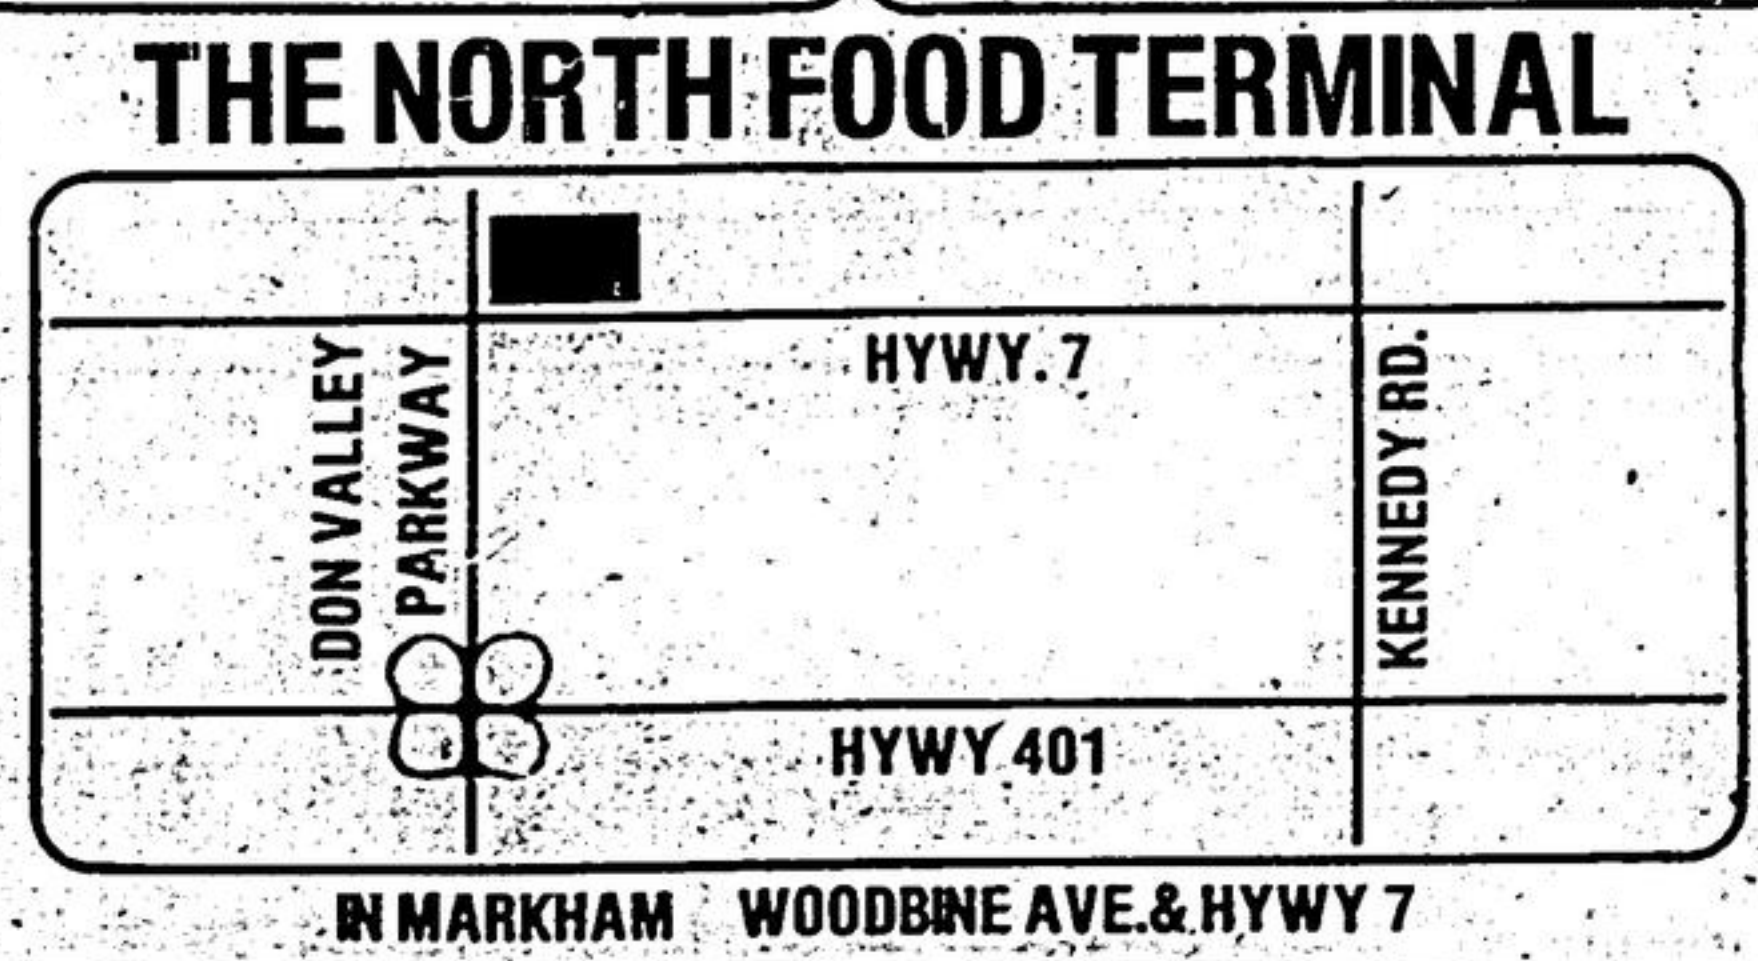 THE NORTH FOOD TERMINAL
HYWY. 7
DON VALLEY
PARKWAY
KENNEDY RD.
HYWY 401
IN MARKHAM WOODBINE AVE. & HYWY 7